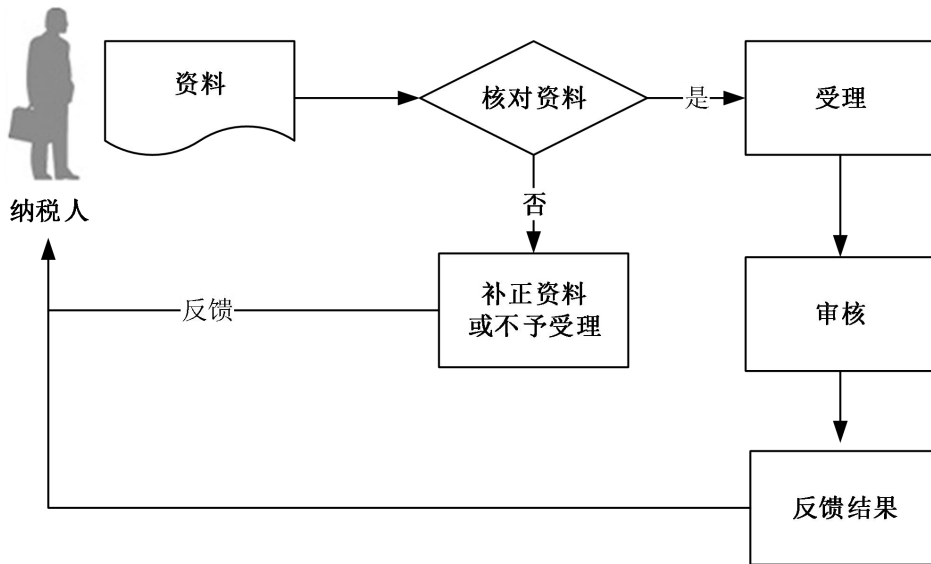 资料
核对资料
是
受理
纳税人
否
补正资料
或不予受理
反馈
审核
反馈结果